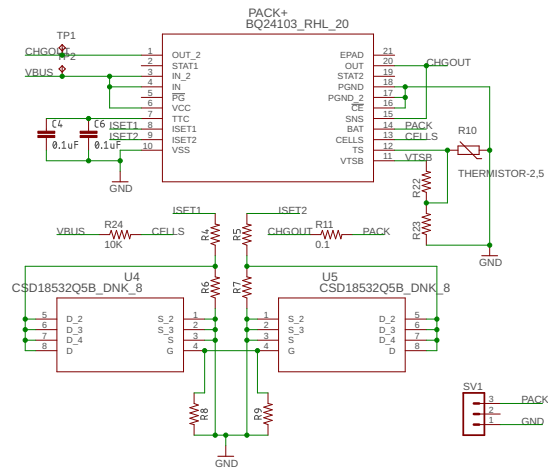 PACK+
BQ24103_RHL_20
TP1
CHGOUT
TP2
VBUS
1 OUT_2
2 STAT1
3 IN_2
4 IN
5 PG
6 VCC
7 TTC
ISET1 8 ISET1
ISET2 9 ISET2
10 VSS
EPAD 21
OUT 20 CHGOUT
STAT2 19
PGND 18
PGND_2 17
CE 16
SNS 15
BAT 14 PACK
CELLS 13 CELLS
TS 12
VTSB 11 VTSB
C4
0.1uF
C6
0.1uF
GND
R10
THERMISTOR-2,5
R22
R23
GND
VBUS R24 CELLS
10K
ISET1
R4
ISET2
R5
CHGOUT R11 PACK
0.1
R6
R7
U4
CSD18532Q5B_DNK_8
5 D_2
6 D_3
7 D_4
8 D
S_2 1
S_3 2
S 3
G 4
U5
CSD18532Q5B_DNK_8
1 S_2
2 S_3
3 S
4 G
D_2 5
D_3 6
D_4 7
D 8
R8
R9
GND
SV1
3 PACK
2
1 GND